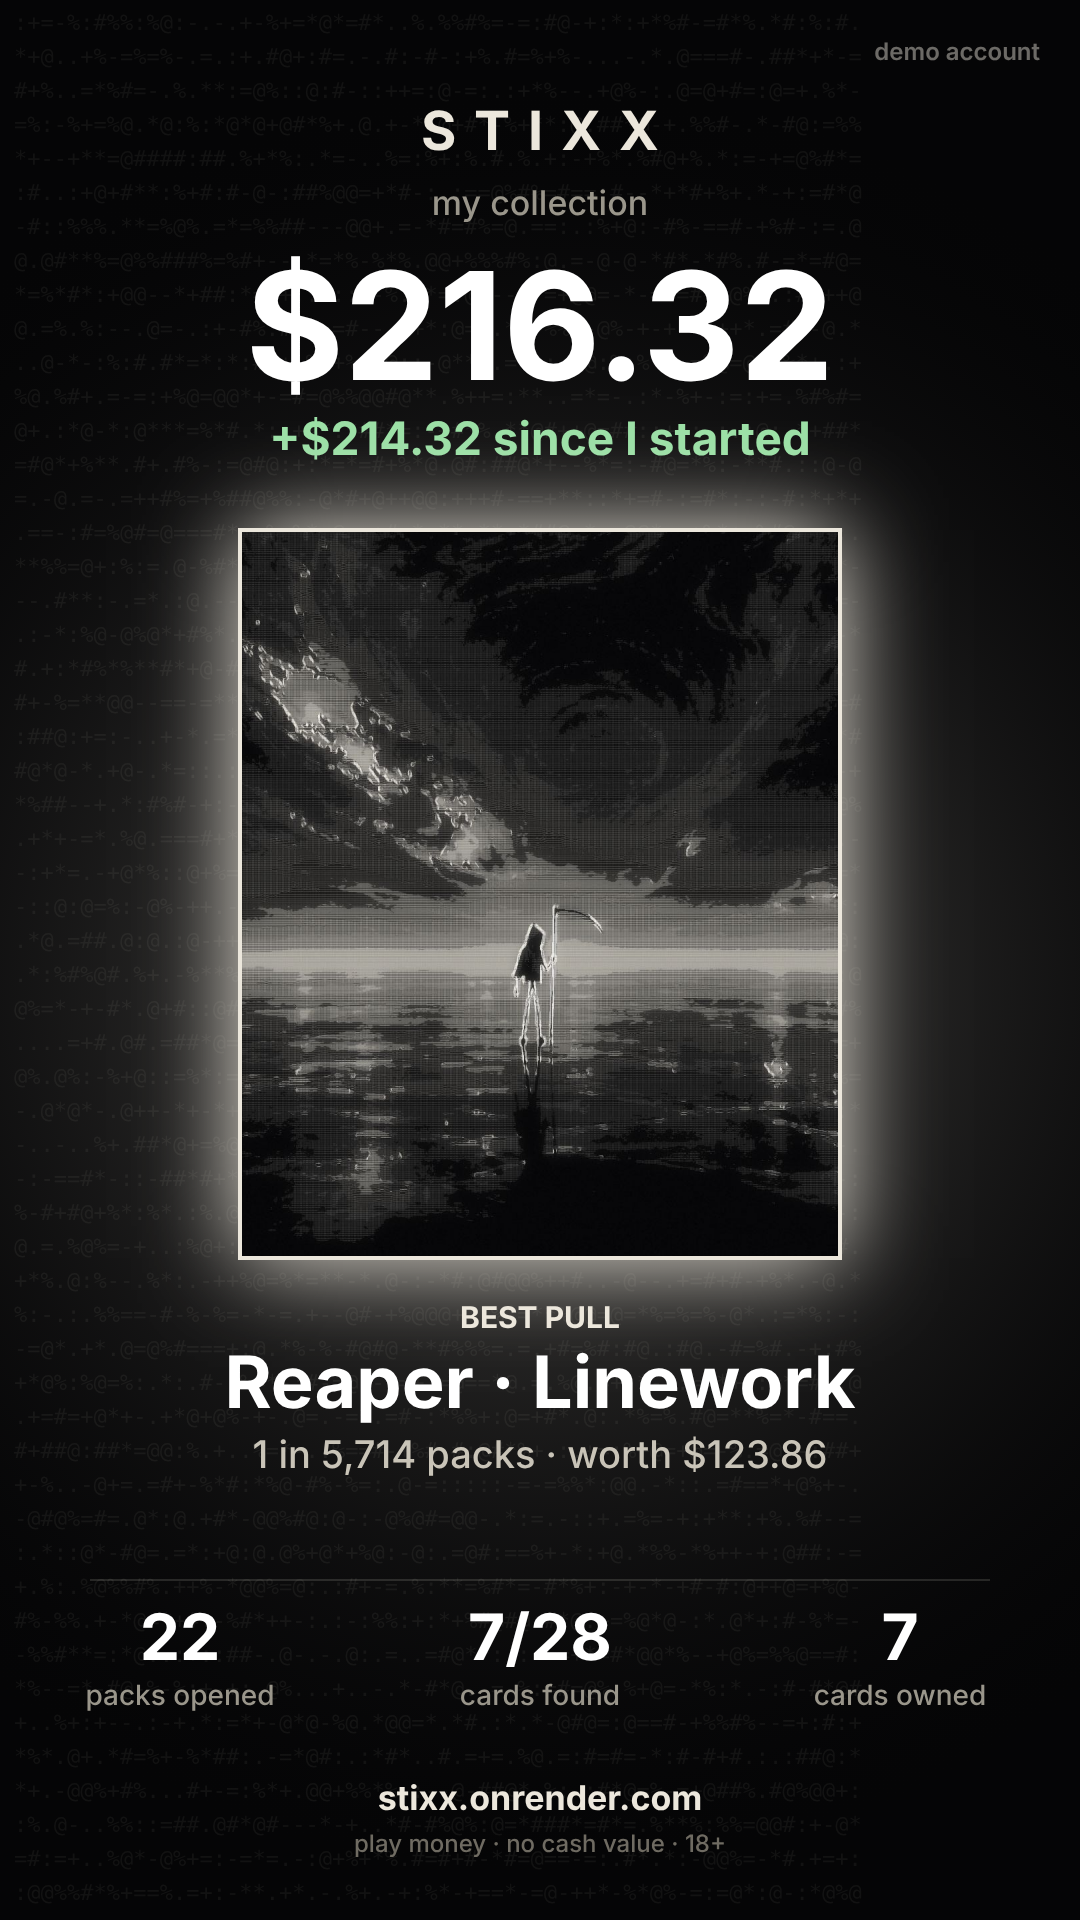 demo account
STIXX
my collection
$216.32
+$214.32 since I started
BEST PULL
Reaper · Linework
1 in 5,714 packs · worth $123.86
22 7/28 7
packs opened cards found cards owned
stixx.onrender.com
play money · no cash value · 18+